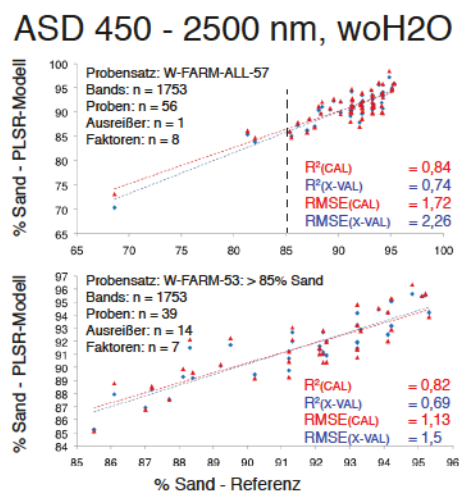 ASD 450 - 2500 nm, woH2O
% Sand - PLSR-Modell
100
95
90
85
80
75
70
65
Probensatz: W-FARM-ALL-57
Bands: n = 1753
Proben: n = 56
Ausreißer: n = 1
Faktoren: n = 8
R²(CAL) = 0,84
R²(X-VAL) = 0,74
RMSE(CAL) = 1,72
RMSE(X-VAL) = 2,26
65 70 75 80 85 90 95 100
% Sand - PLSR-Modell
97
96
95
94
93
92
91
90
89
88
87
86
85
84
Probensatz: W-FARM-53: > 85% Sand
Bands: n = 1753
Proben: n = 39
Ausreißer: n = 14
Faktoren: n = 7
R²(CAL) = 0,82
R²(X-VAL) = 0,69
RMSE(CAL) = 1,13
RMSE(X-VAL) = 1,5
85 86 87 88 89 90 91 92 93 94 95 96
% Sand - Referenz